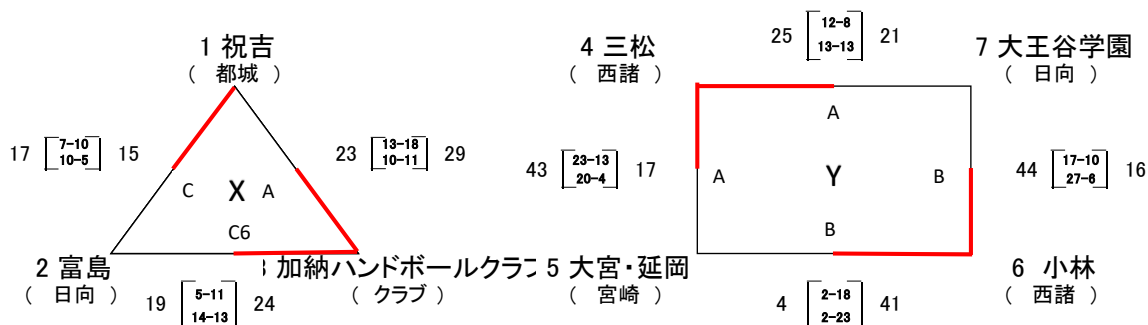 1 祝吉
( 都城 )
17 7-10 10-5 15
23 13-18 10-11 29
C X A
C6
2 富島
( 日向 )
加納ハンドボールクラブ
( クラブ )
19 5-11 14-13 24
4 三松
( 西諸 )
25 12-8 13-13 21
7 大王谷学園
( 日向 )
43 23-13 20-4 17
A
A Y B
B
44 17-10 27-6 16
5 大宮・延岡
( 宮崎 )
4 2-18 2-23 41
6 小林
( 西諸 )